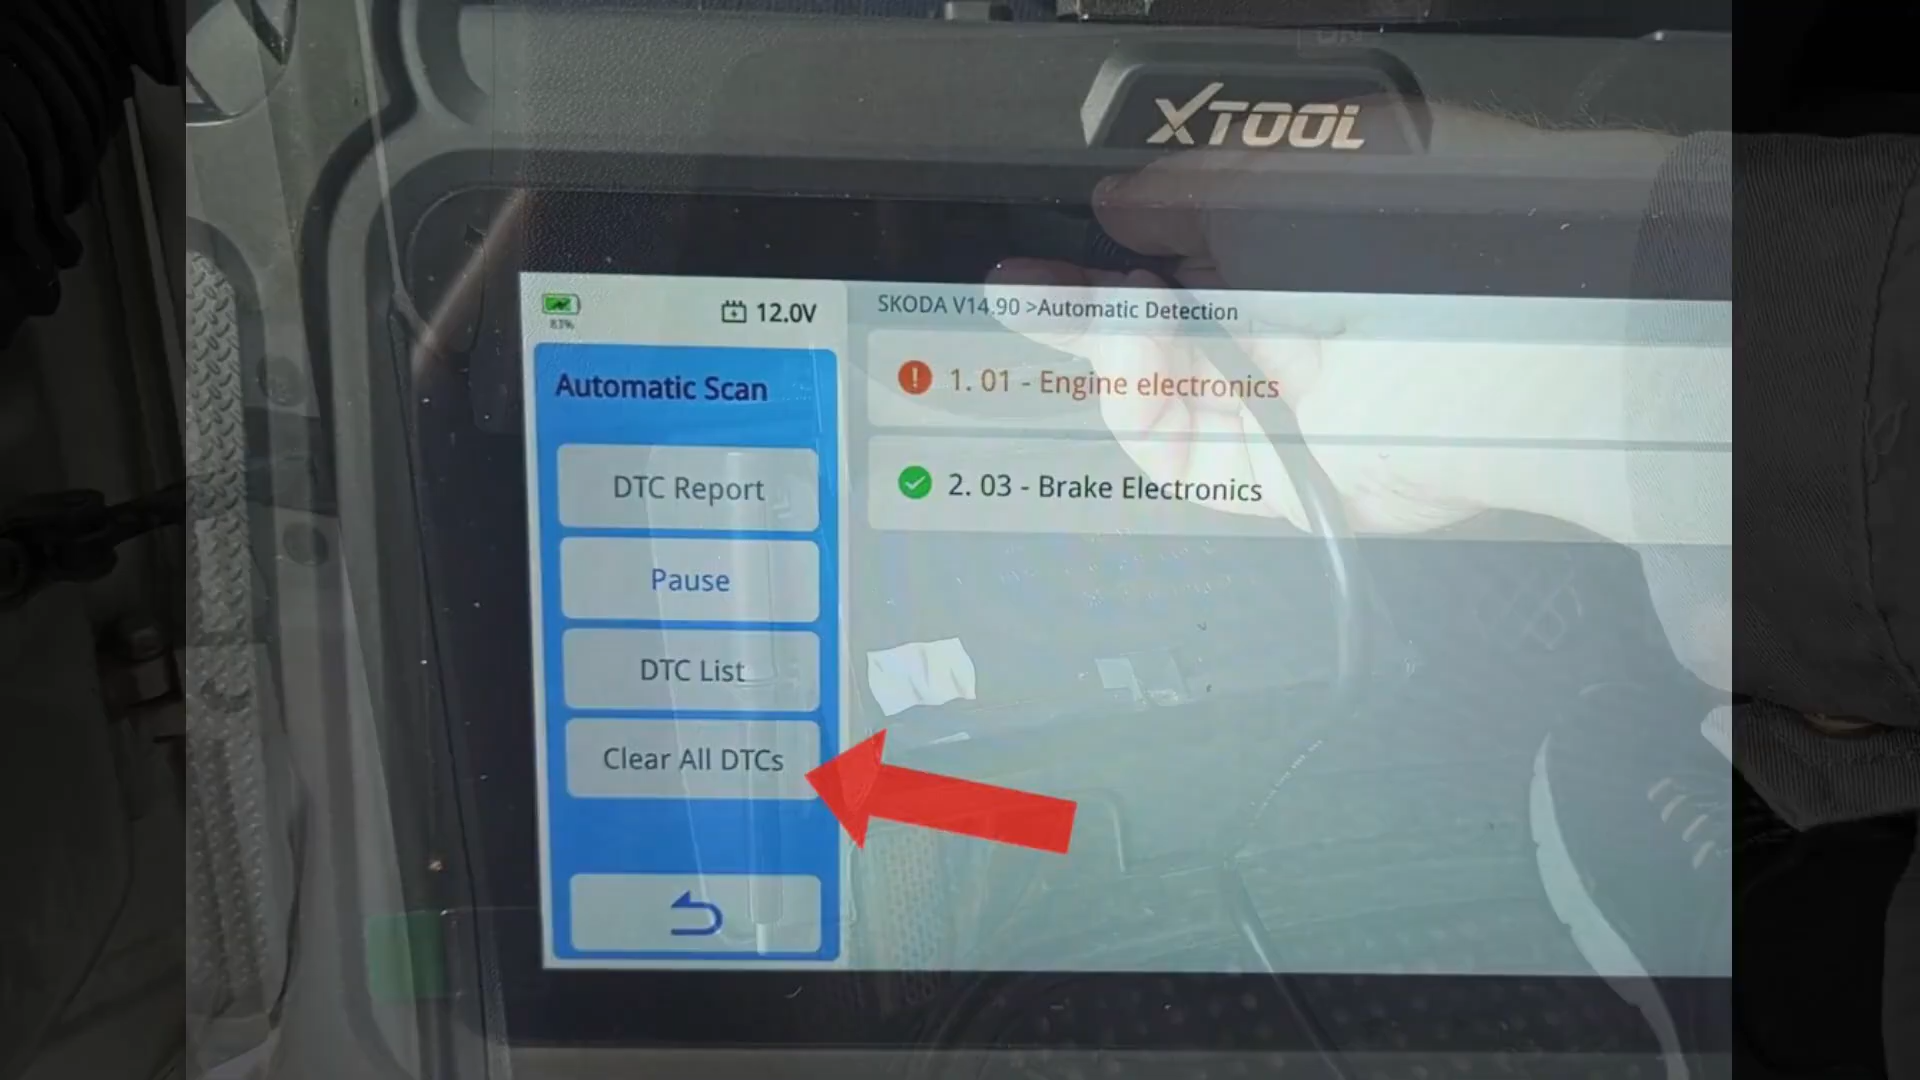 XTOOL
83%
12.0V
SKODA V14.90 >Automatic Detection
Automatic Scan
1. 01 - Engine electronics
DTC Report
2. 03 - Brake Electronics
Pause
DTC List
Clear All DTCs